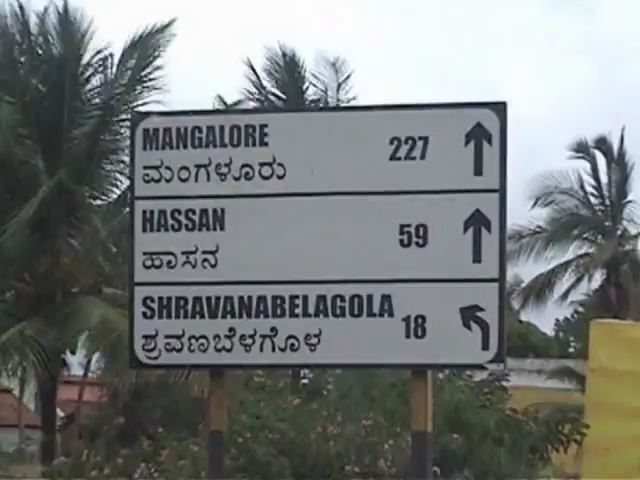 MANGALORE 227
ಮಂಗಳೂರು
HASSAN 59
ಹಾಸನ
SHRAVANABELAGOLA 18
ಶ್ರವಣಬೆಳಗೊಳ